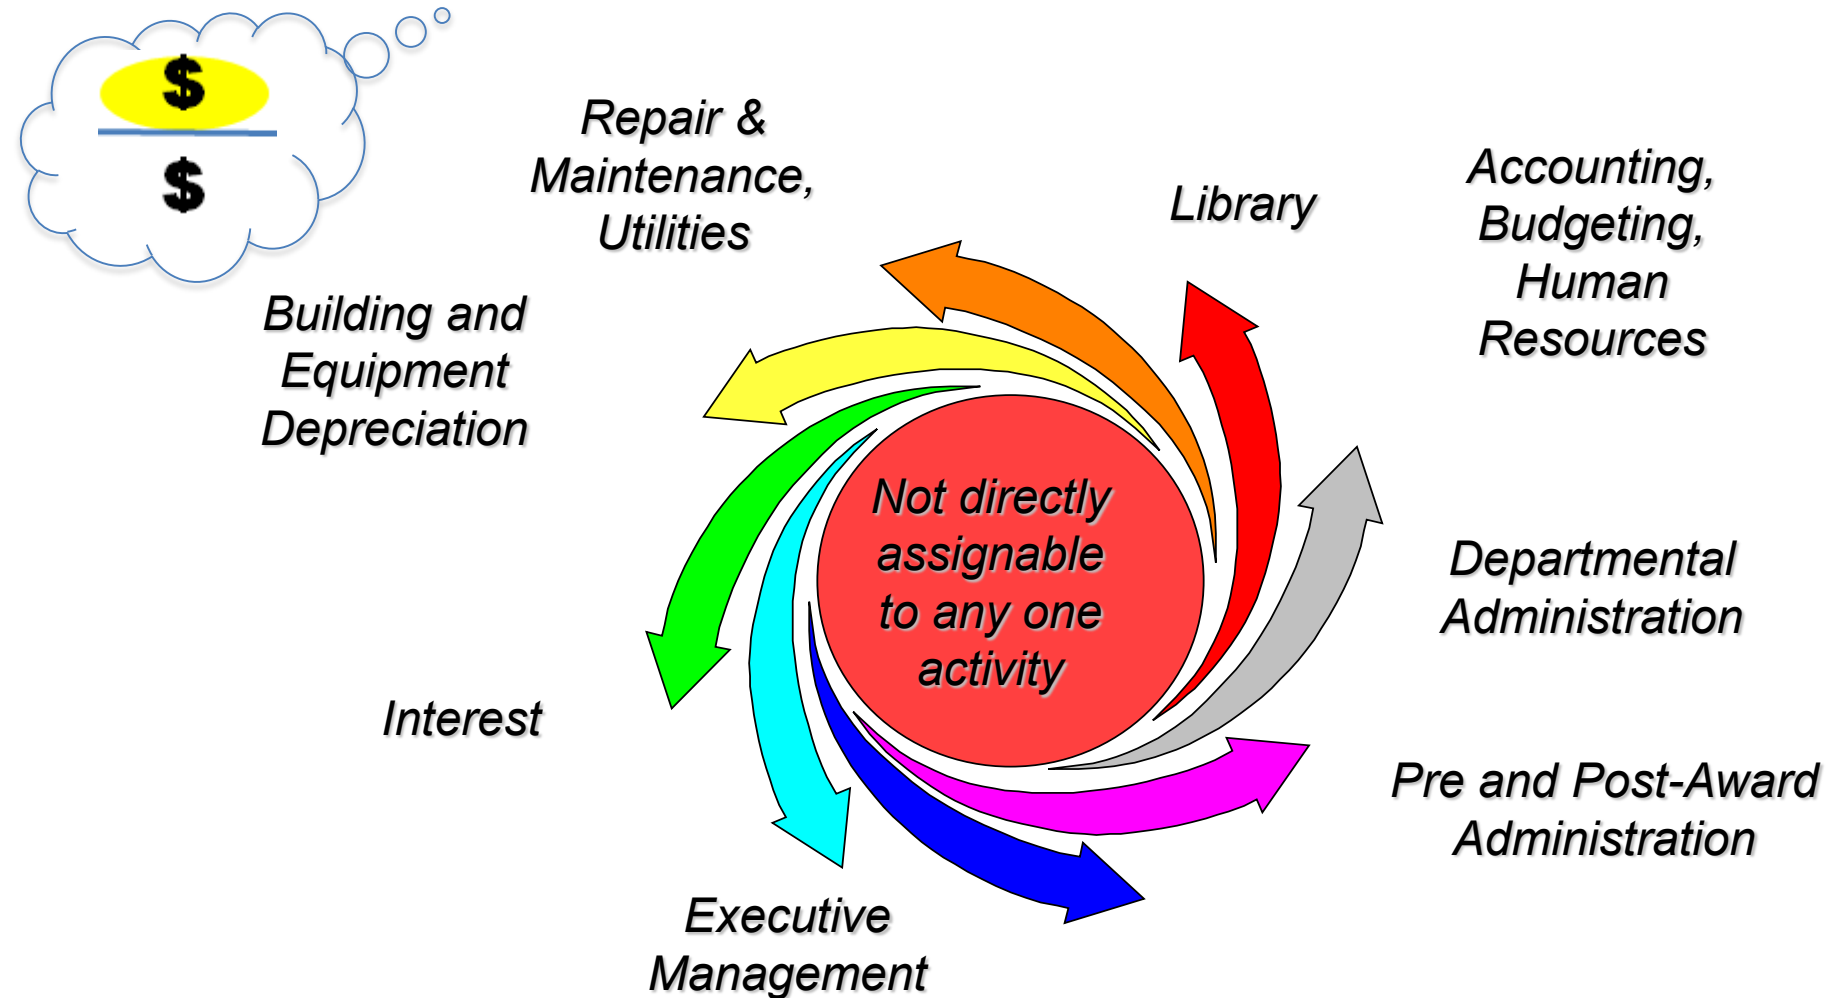 $
$
Repair &
Maintenance,
Utilities
Library
Accounting,
Budgeting,
Human
Resources
Building and
Equipment
Depreciation
Not directly
assignable
to any one
activity
Departmental
Administration
Interest
Pre and Post-Award
Administration
Executive
Management